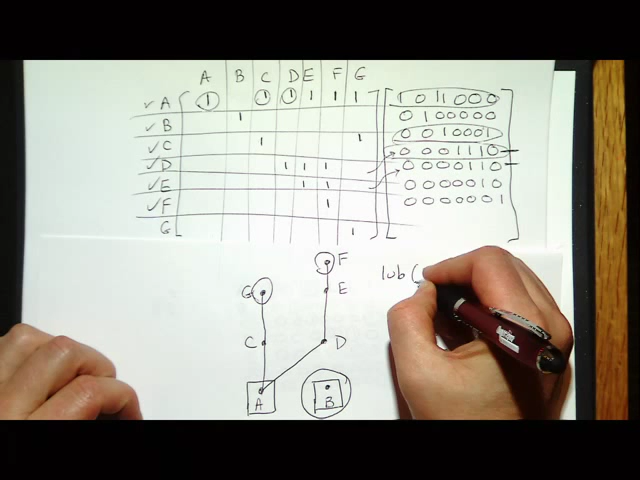 A B C D E F G
A 1 1 1 1 1 1 1 0 1 1 0 0 0
B 1 0 1 0 0 0 0 0
C 1 1 0 0 1 0 0 0 1
D 1 1 1 0 0 0 1 1 1 0
E 1 1 0 0 0 0 1 1 0
F 1 0 0 0 0 0 1 0
G 1 0 0 0 0 0 0 1
F
G E lub (
C D
A B